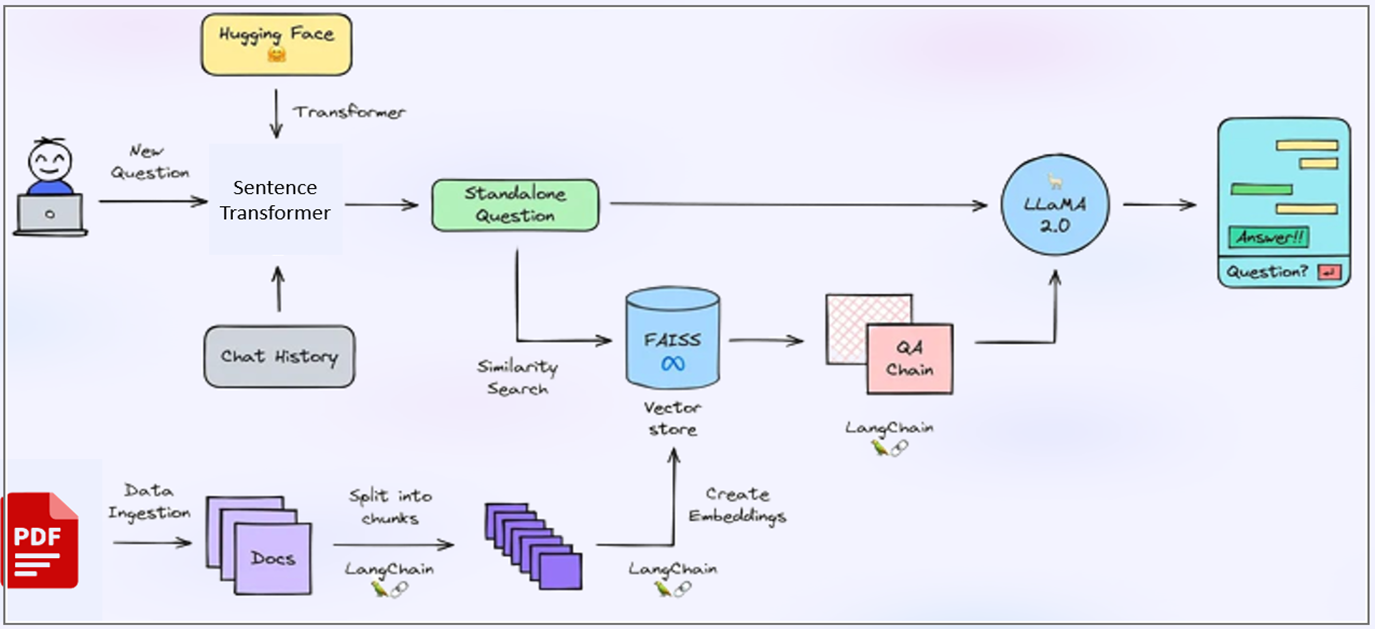 Hugging Face
Transformer
New
Question
Sentence
Transformer
Standalone
Question
LLaMA
2.0
Answer!!
Question?
Chat History
Similarity
Search
FAISS
Vector
store
QA
Chain
LangChain
PDF
Data
Ingestion
Docs
Split into
chunks
LangChain
Create
Embeddings
LangChain